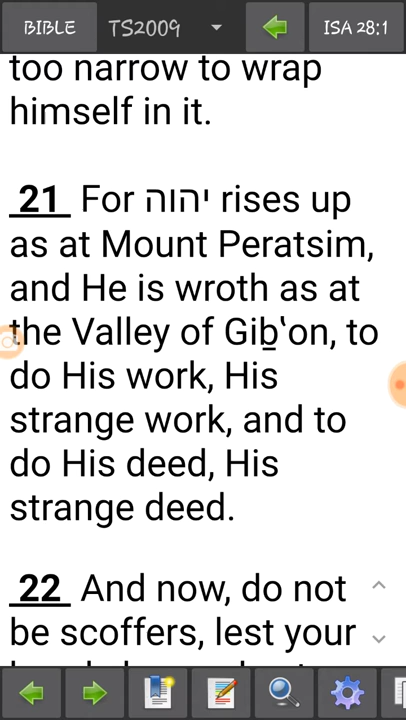 BIBLE TS2009 ISA 28:1
too narrow to wrap
himself in it.
21 For יהוה rises up
as at Mount Peratsim,
and He is wroth as at
the Valley of Giḇ‛on, to
do His work, His
strange work, and to
do His deed, His
strange deed.
22 And now, do not
be scoffers, lest your